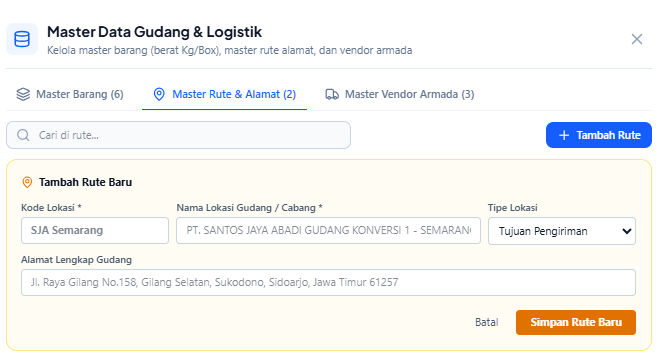 Master Data Gudang & Logistik
Kelola master barang (berat Kg/Box), master rute alamat, dan vendor armada
Master Barang (6) Master Rute & Alamat (2) Master Vendor Armada (3)
Cari di rute... Tambah Rute
Tambah Rute Baru
Kode Lokasi * Nama Lokasi Gudang / Cabang * Tipe Lokasi
SJA Semarang PT. SANTOS JAYA ABADI GUDANG KONVERSI 1 - SEMARANG Tujuan Pengiriman
Alamat Lengkap Gudang
Jl. Raya Gilang No.158, Gilang Selatan, Sukodono, Sidoarjo, Jawa Timur 61257
Batal Simpan Rute Baru